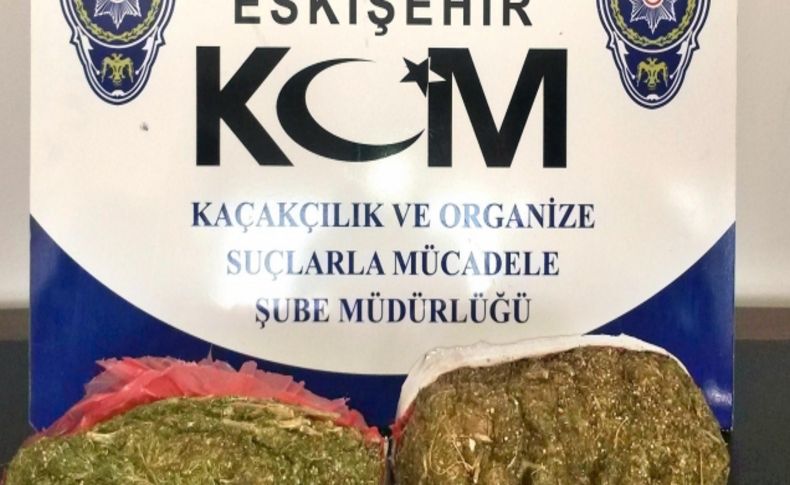 ESKİŞEHİR
KOM
KAÇAKÇILIK VE ORGANİZE
SUÇLARLA MÜCADELE
ŞUBE MÜDÜRLÜĞÜ